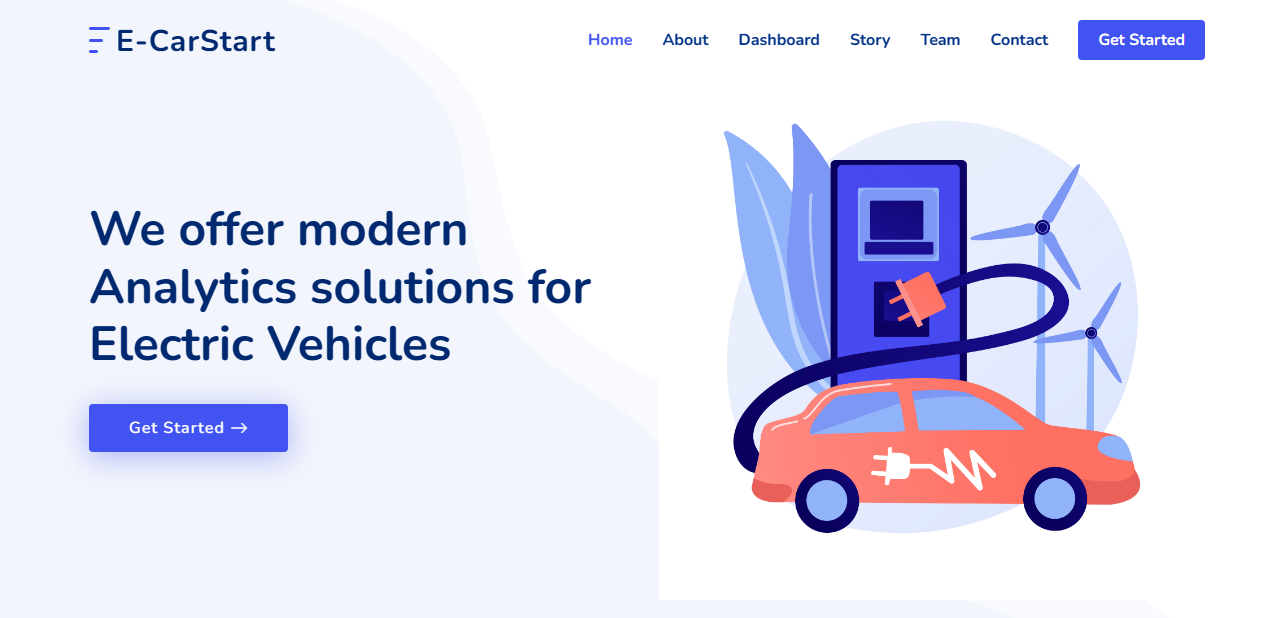 E-CarStart
Home About Dashboard Story Team Contact Get Started
We offer modern
Analytics solutions for
Electric Vehicles
Get Started →